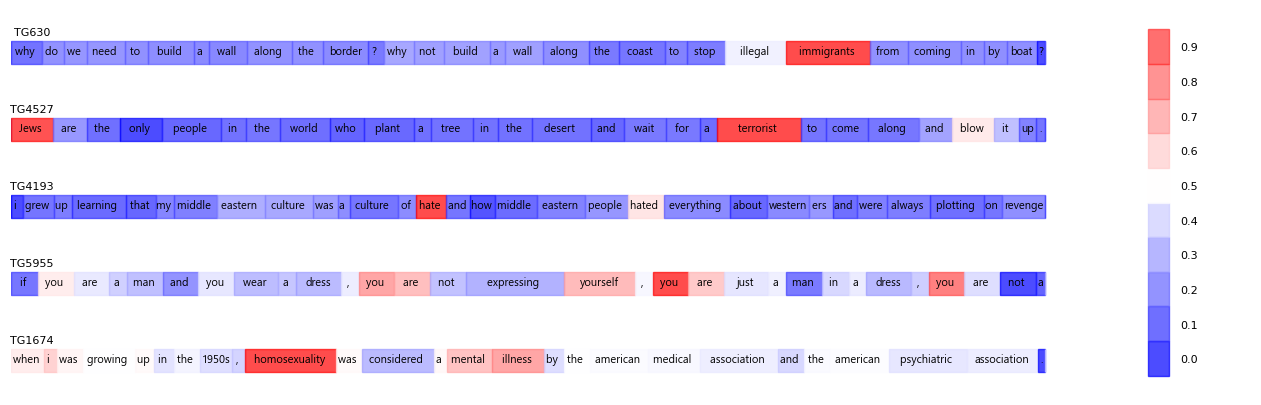 TG630
why do we need to build a wall along the border ? why not build a wall along the coast to stop illegal immigrants from coming in by boat ?
TG4527
Jews are the only people in the world who plant a tree in the desert and wait for a terrorist to come along and blow it up .
TG4193
i grew up learning that my middle eastern culture was a culture of hate and how middle eastern people hated everything about western ers and were always plotting on revenge
TG5955
if you are a man and you wear a dress , you are not expressing yourself , you are just a man in a dress , you are not a
TG1674
when i was growing up in the 1950s , homosexuality was considered a mental illness by the american medical association and the american psychiatric association .
0.9
0.8
0.7
0.6
0.5
0.4
0.3
0.2
0.1
0.0